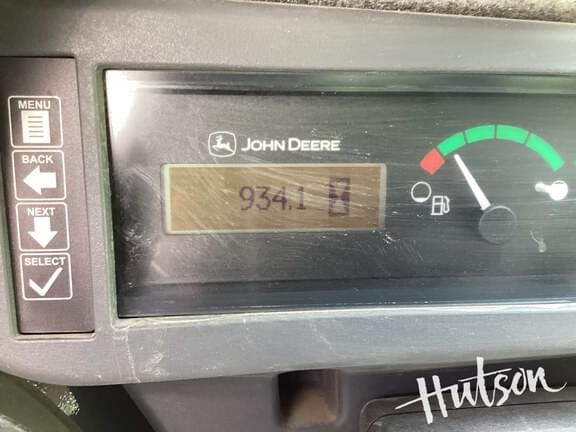 MENU
BACK
NEXT
SELECT
JOHN DEERE
934.1
Hutson